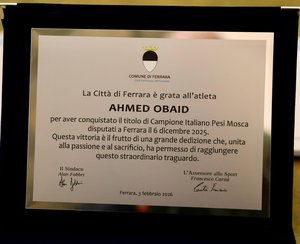 COMUNE DI FERRARA
La Città di Ferrara è grata all'atleta
AHMED OBAID
per aver conquistato il titolo di Campione Italiano Pesi Mosca
disputati a Ferrara il 6 dicembre 2025.
Questa vittoria è il frutto di una grande dedizione che, unita
alla passione e al sacrificio, ha permesso di raggiungere
questo straordinario traguardo.
Il Sindaco
Alan Fabbri
L'Assessore allo Sport
Francesco Carità
Ferrara, 3 febbraio 2026